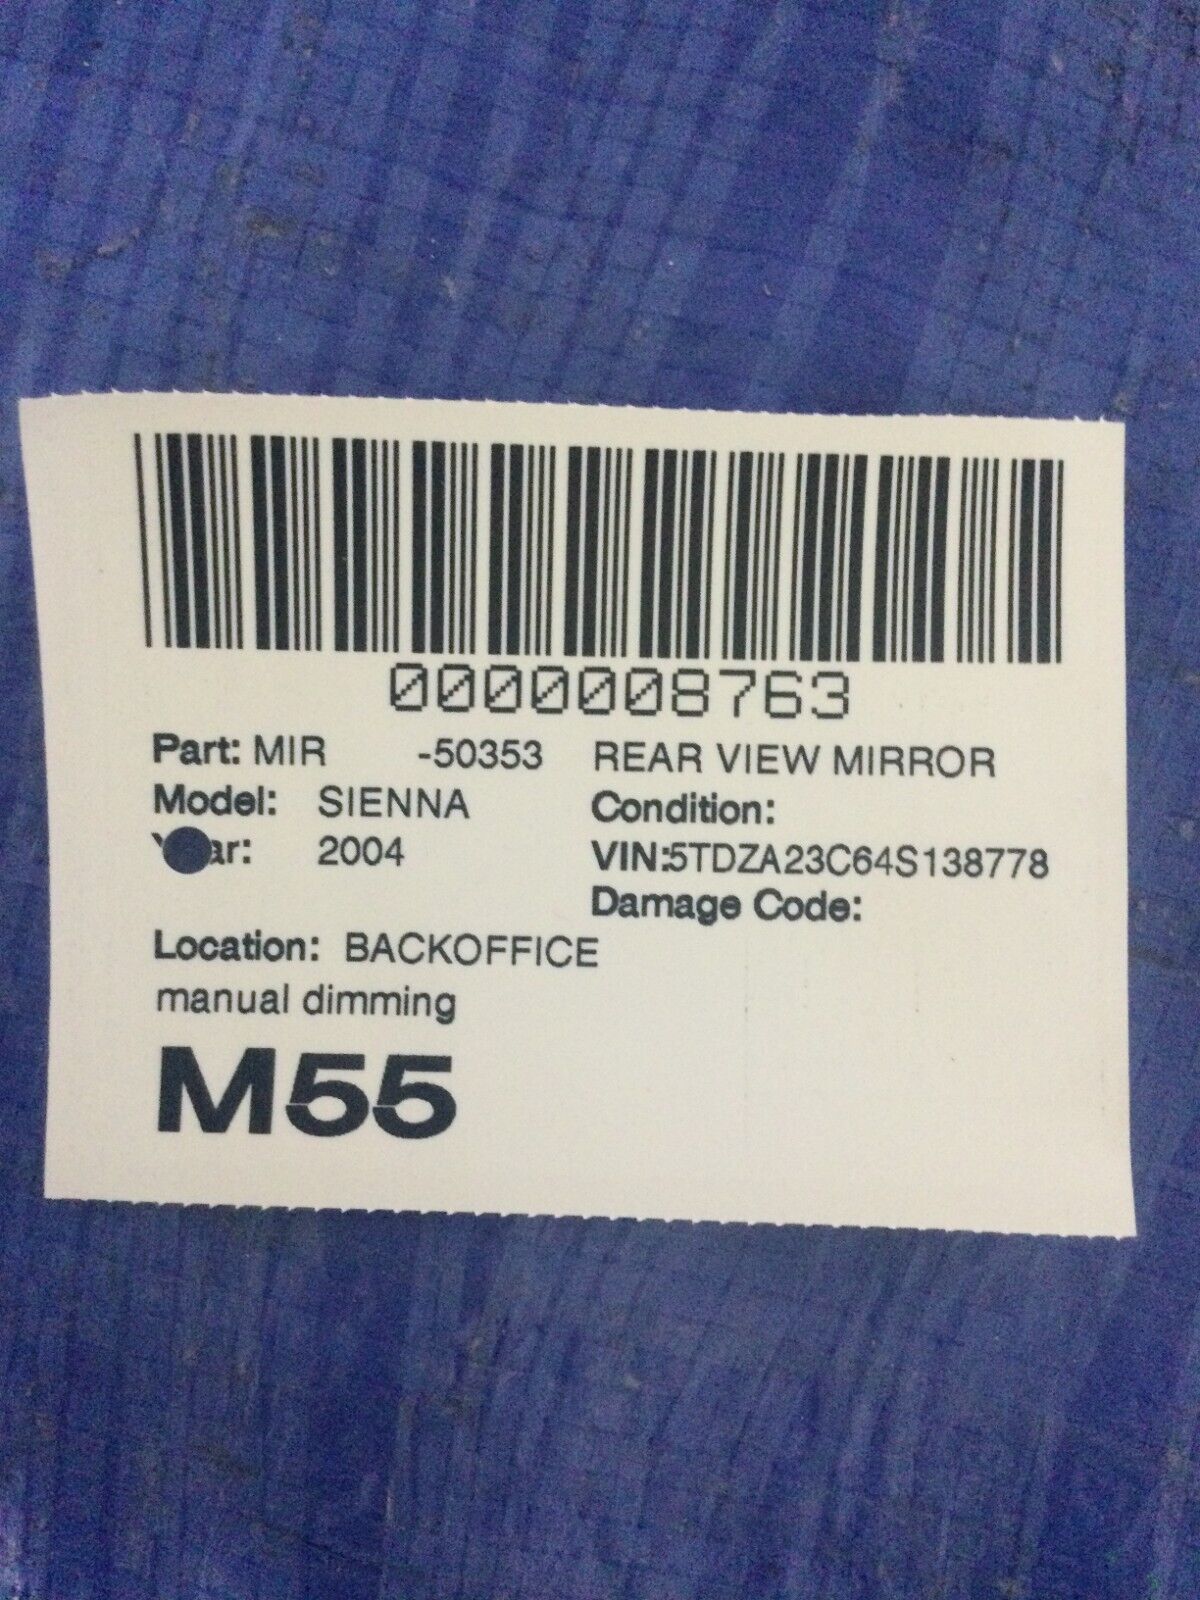 0000008763
Part: MIR -50353 REAR VIEW MIRROR
Model: SIENNA Condition:
2004 VIN:5TDZA23C64S138778
Damage Code:
Location: BACKOFFICE
manual dimming
M55